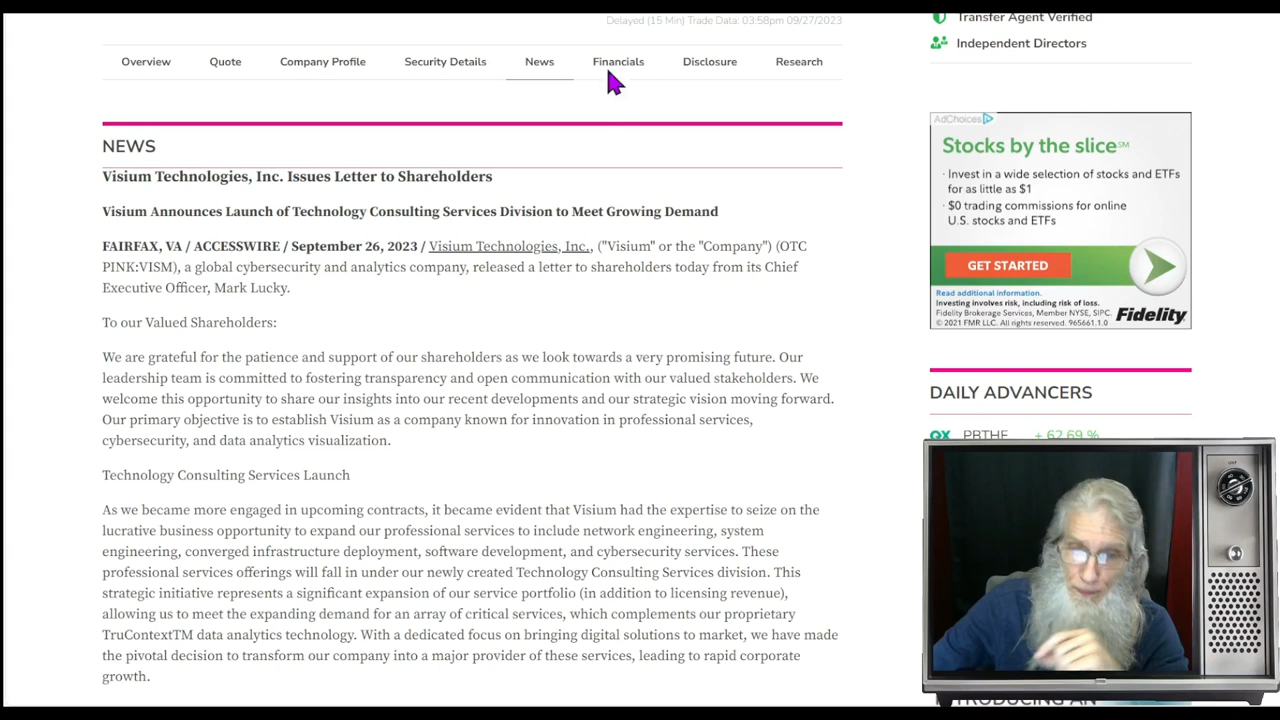 Delayed (15 Min) Trade Data: 03:58pm 09/27/2023
Overview Quote Company Profile Security Details News Financials Disclosure Research
NEWS
Visium Technologies, Inc. Issues Letter to Shareholders
Visium Announces Launch of Technology Consulting Services Division to Meet Growing Demand
FAIRFAX, VA / ACCESSWIRE / September 26, 2023 / Visium Technologies, Inc., ("Visium" or the "Company") (OTC
PINK:VISM), a global cybersecurity and analytics company, released a letter to shareholders today from its Chief
Executive Officer, Mark Lucky.
To our Valued Shareholders:
We are grateful for the patience and support of our shareholders as we look towards a very promising future. Our
leadership team is committed to fostering transparency and open communication with our valued stakeholders. We
welcome this opportunity to share our insights into our recent developments and our strategic vision moving forward.
Our primary objective is to establish Visium as a company known for innovation in professional services,
cybersecurity, and data analytics visualization.
Technology Consulting Services Launch
As we became more engaged in upcoming contracts, it became evident that Visium had the expertise to seize on the
lucrative business opportunity to expand our professional services to include network engineering, system
engineering, converged infrastructure deployment, software development, and cybersecurity services. These
professional services offerings will fall in under our newly created Technology Consulting Services division. This
strategic initiative represents a significant expansion of our service portfolio (in addition to licensing revenue),
allowing us to meet the expanding demand for an array of critical services, which complements our proprietary
TruContextTM data analytics technology. With a dedicated focus on bringing digital solutions to market, we have made
the pivotal decision to transform our company into a major provider of these services, leading to rapid corporate
growth.
Transfer Agent Verified
Independent Directors
AdChoices
Stocks by the slice℠
· Invest in a wide selection of stocks and ETFs
for as little as $1
· $0 trading commissions for online
U.S. stocks and ETFs
GET STARTED
Read additional information.
Investing involves risk, including risk of loss.
Fidelity Brokerage Services, Member NYSE, SIPC.
© 2021 FMR LLC. All rights reserved. 965661.1.0
Fidelity
DAILY ADVANCERS
QX PBTHF + 62.69 %
INTRODUCING AN